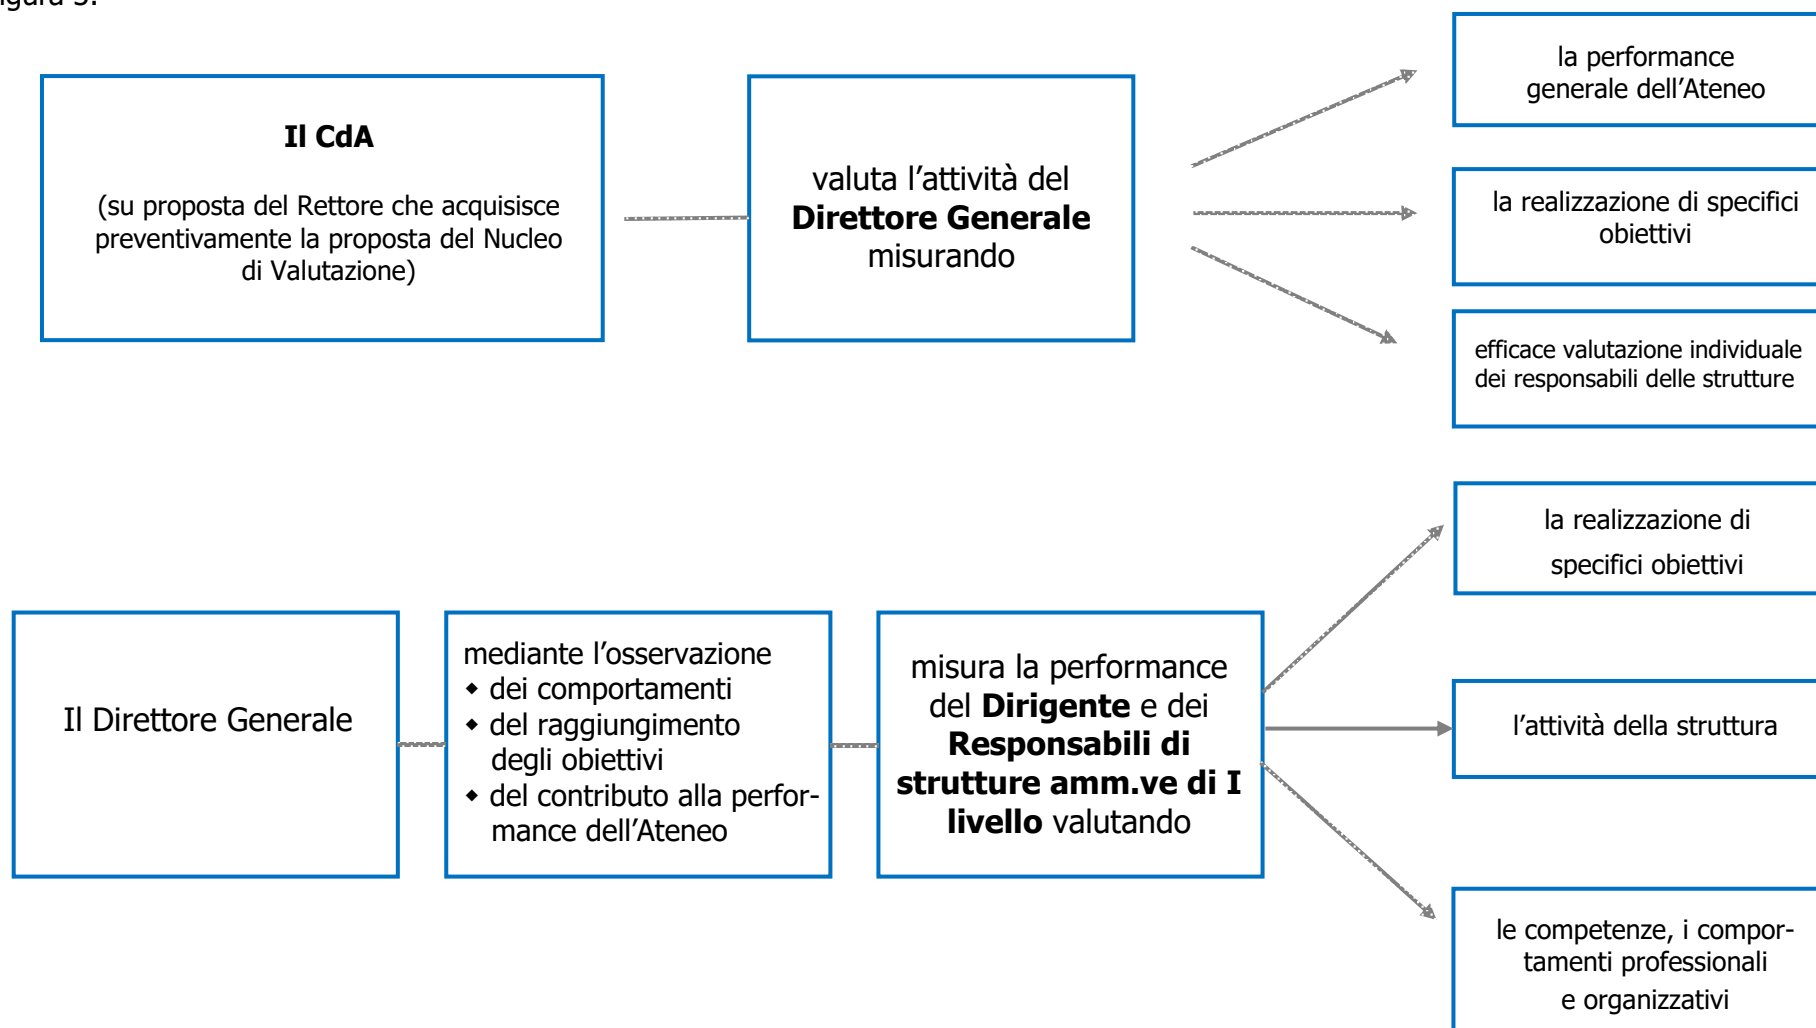 igura 5.
Il CdA
(su proposta del Rettore che acquisisce
preventivamente la proposta del Nucleo
di Valutazione)
valuta l’attività del
Direttore Generale
misurando
la performance
generale dell’Ateneo
la realizzazione di specifici
obiettivi
efficace valutazione individuale
dei responsabili delle strutture
Il Direttore Generale
mediante l’osservazione
◆ dei comportamenti
◆ del raggiungimento
degli obiettivi
◆ del contributo alla perfor-
mance dell’Ateneo
misura la performance
del Dirigente e dei
Responsabili di
strutture amm.ve di I
livello valutando
la realizzazione di
specifici obiettivi
l’attività della struttura
le competenze, i compor-
tamenti professionali
e organizzativi